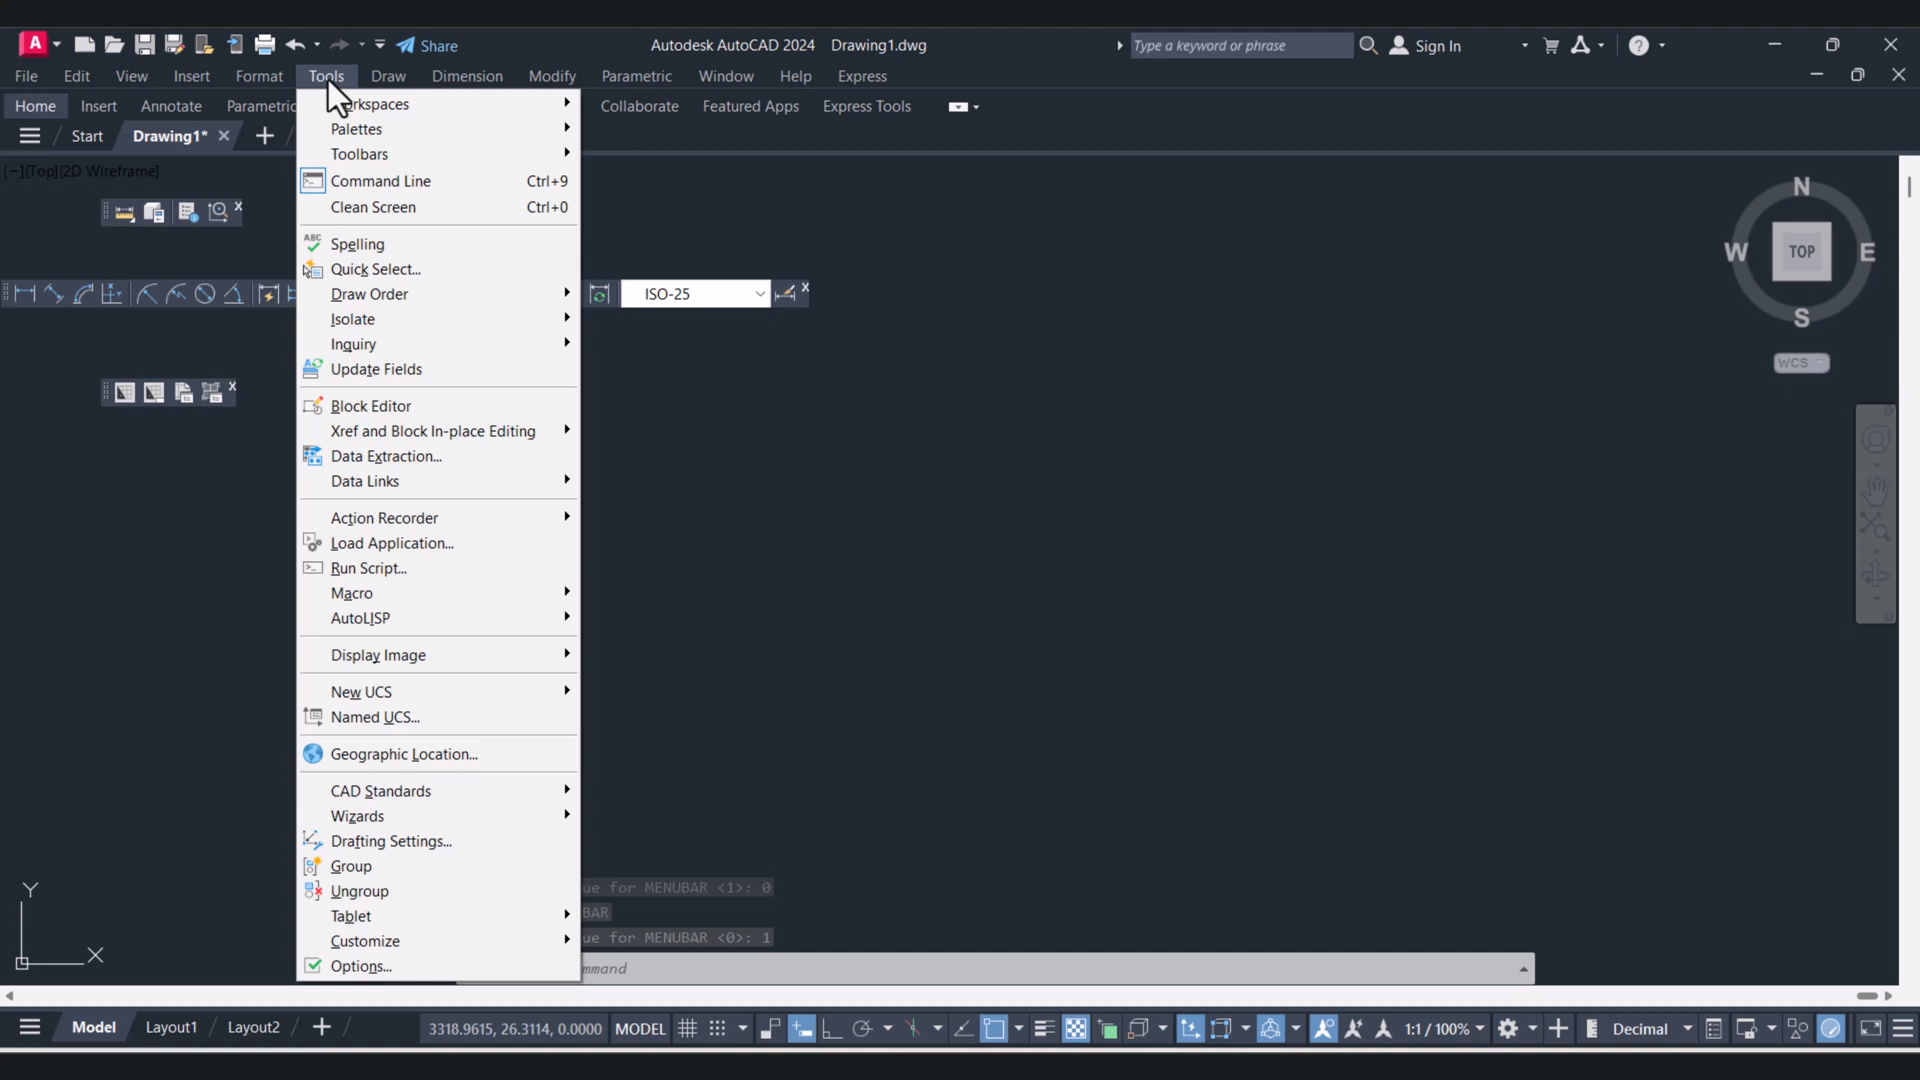 A Share Autodesk AutoCAD 2024 Drawing1.dwg Type a keyword or phrase Sign In
File Edit View Insert Format Tools Draw Dimension Modify Parametric Window Help Express
Home Insert Annotate Parametric Collaborate Featured Apps Express Tools
Start Drawing1*
[−][Top][2D Wireframe]
Palettes
Toolbars
Command Line Ctrl+9
Clean Screen Ctrl+0
ABC Spelling
Quick Select...
Draw Order
Isolate
Inquiry
Update Fields
Block Editor
Xref and Block In-place Editing
Data Extraction...
Data Links
Action Recorder
Load Application...
Run Script...
Macro
AutoLISP
Display Image
New UCS
Named UCS...
Geographic Location...
CAD Standards
Wizards
Drafting Settings...
Group
Ungroup
Tablet
Customize
Options...
ISO-25
N
W TOP E
S
WCS
ue for MENUBAR <1>: 0
BAR
ue for MENUBAR <0>: 1
mmand
Y
X
Model Layout1 Layout2 3318.9615, 26.3114, 0.0000 MODEL 1:1 / 100% Decimal